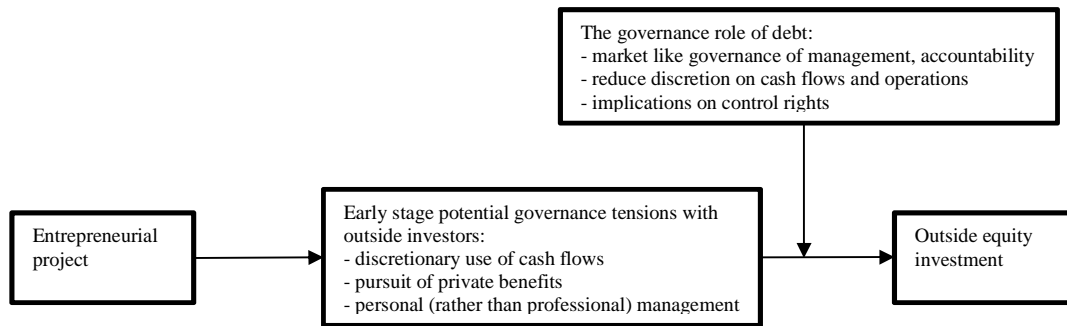 The governance role of debt:
- market like governance of management, accountability
- reduce discretion on cash flows and operations
- implications on control rights
Entrepreneurial
project
Early stage potential governance tensions with
outside investors:
- discretionary use of cash flows
- pursuit of private benefits
- personal (rather than professional) management
Outside equity
investment